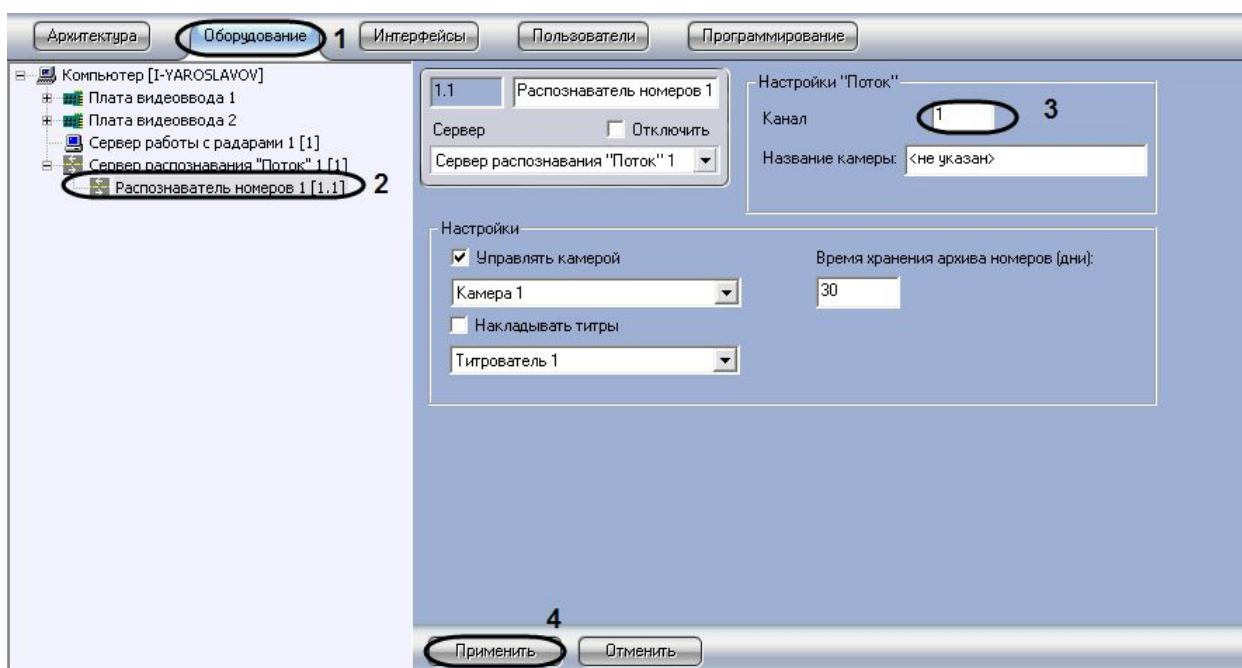 Архитектура Оборудование 1 Интерфейсы Пользователи Программирование
Компьютер [I-YAROSLAVOV]
Плата видеоввода 1
Плата видеоввода 2
Сервер работы с радарами 1 [1]
Сервер распознавания "Поток" 1 [1]
Распознаватель номеров 1 [1.1] 2
1.1 Распознаватель номеров 1
Сервер Отключить
Сервер распознавания "Поток" 1
Настройки "Поток"
Канал 1 3
Название камеры: <не указан>
Настройки
Управлять камерой
Камера 1
Накладывать титры
Титрователь 1
Время хранения архива номеров (дни):
30
4
Применить Отменить